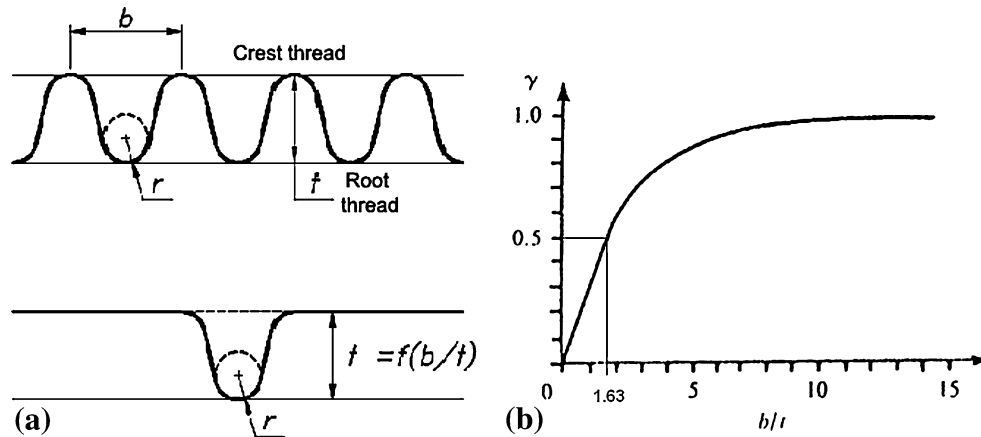 b
Crest thread
r
t
Root
thread
t = f(b/t)
r
(a)
γ
1.0
0.5
0
1.63
5
10
15
b/t
(b)